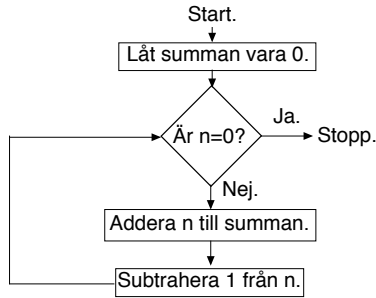 Start.
Låt summan vara 0.
Är n=0?
Ja.
Stopp.
Nej.
Addera n till summan.
Subtrahera 1 från n.